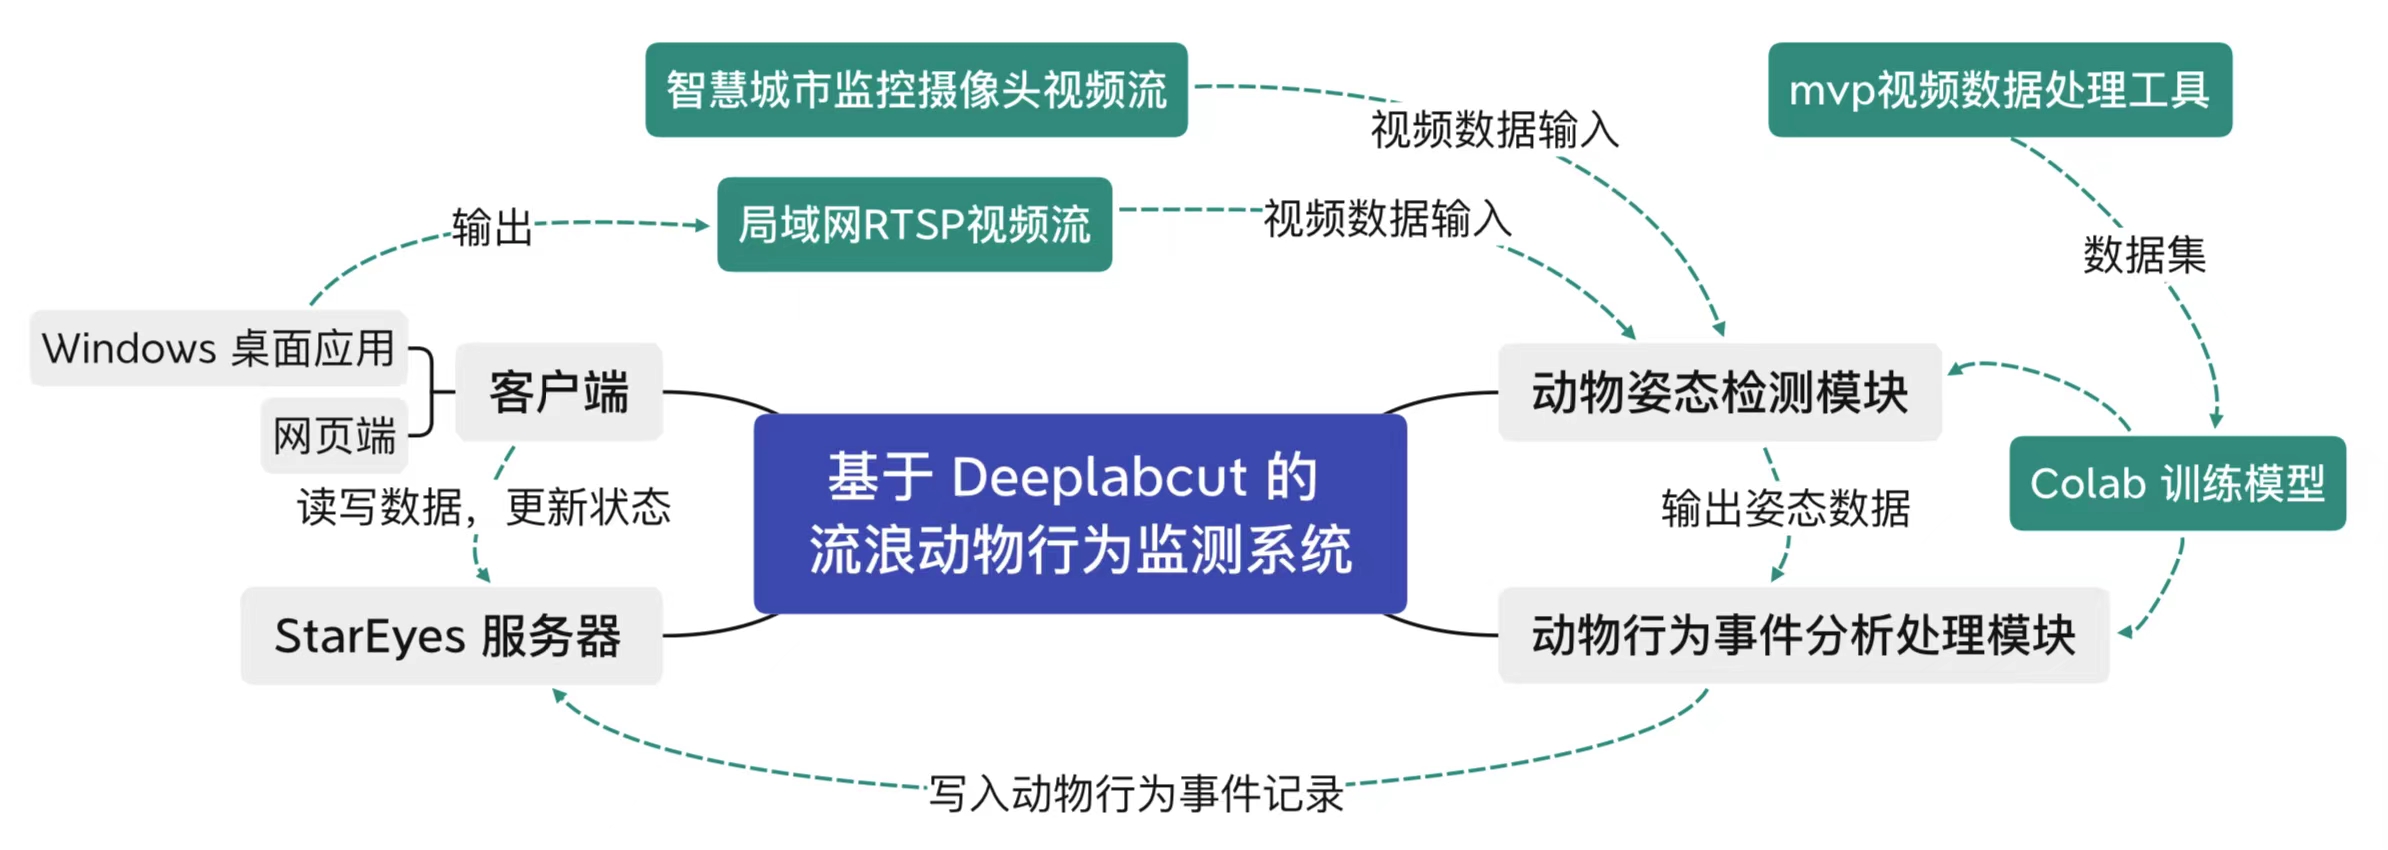 智慧城市监控摄像头视频流
mvp视频数据处理工具
视频数据输入
局域网RTSP视频流
视频数据输入
输出
数据集
Windows 桌面应用
客户端
网页端
动物姿态检测模块
基于 Deeplabcut 的
流浪动物行为监测系统
Colab 训练模型
读写数据， 更新状态
输出姿态数据
StarEyes 服务器
动物行为事件分析处理模块
写入动物行为事件记录